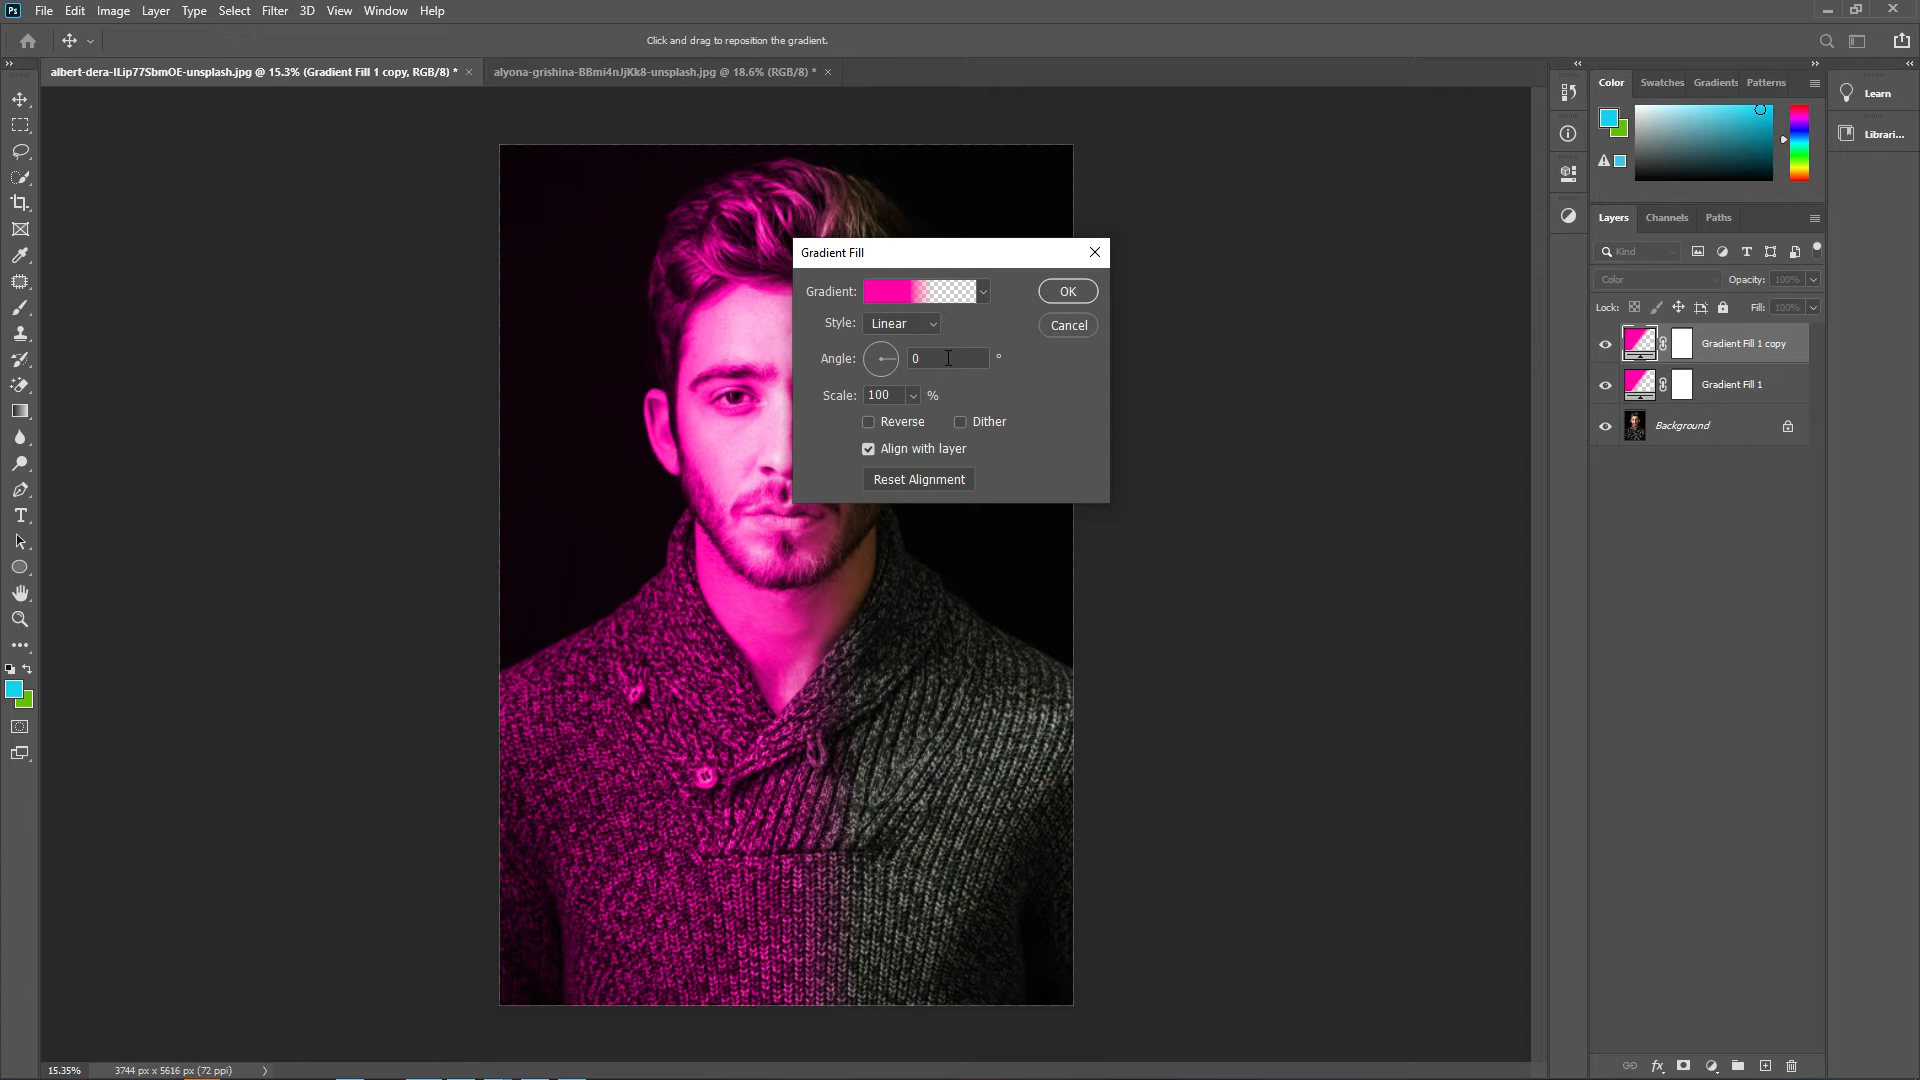 Ps File Edit Image Layer Type Select Filter 3D View Window Help
Click and drag to reposition the gradient.
albert-dera-ILip77SbmOE-unsplash.jpg @ 15.3% (Gradient Fill 1 copy, RGB/8) *
alyona-grishina-BBmi4nJjKk8-unsplash.jpg @ 18.6% (RGB/8) *
Color Swatches Gradients Patterns
Learn
Librari...
Layers Channels Paths
Kind
Color
Opacity: 100%
Lock:
Fill: 100%
Gradient Fill 1 copy
Gradient Fill 1
Background
Gradient Fill
Gradient:
OK
Style: Linear
Cancel
Angle: 0 °
Scale: 100 %
Reverse Dither
Align with layer
Reset Alignment
T
fx
15.35% 3744 px x 5616 px (72 ppi)